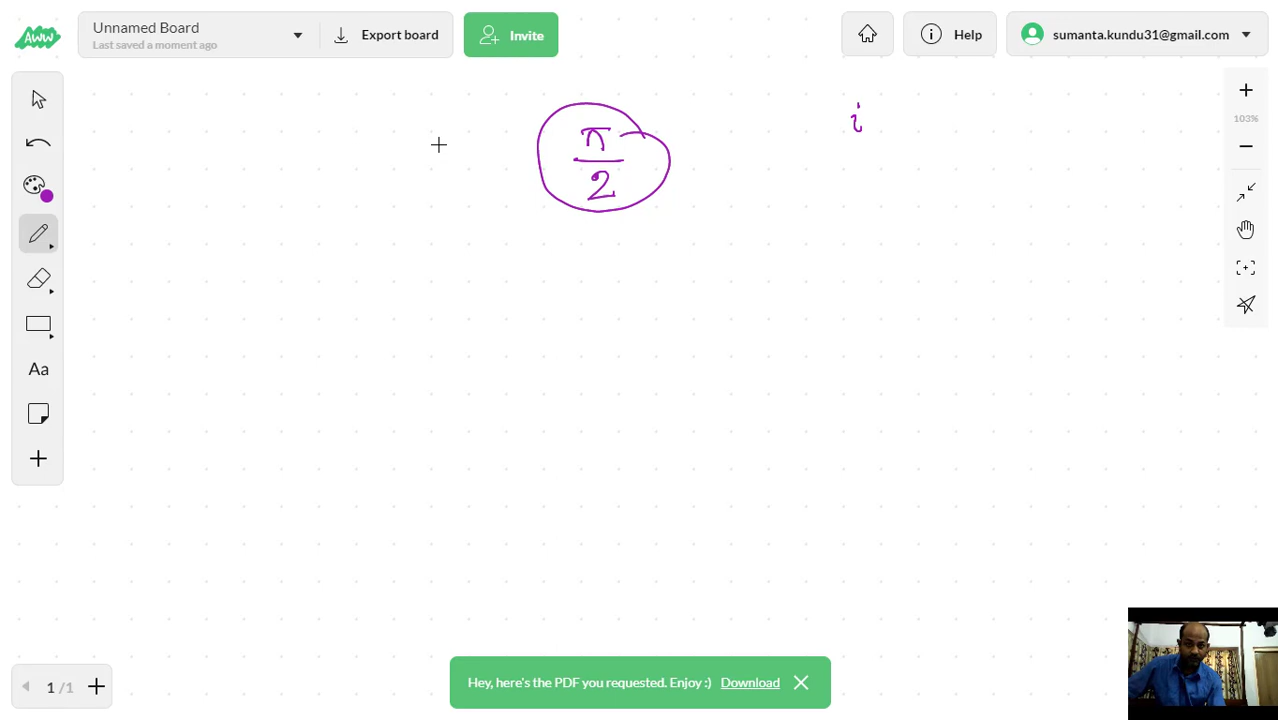 AWW
Unnamed Board
Last saved a moment ago
Export board
Invite
Help
sumanta.kundu31@gmail.com
103%
π
2
i
Aa
1 /1
Hey, here's the PDF you requested. Enjoy :) Download